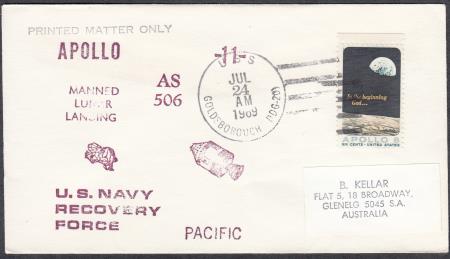 PRINTED MATTER ONLY
APOLLO -11-
AS
506
MANNED
LUNAR
LANDING
U.S. NAVY
RECOVERY
FORCE
PACIFIC
U S S
JUL
24
AM
1969
GOLDSBOROUGH (DDG-20)
In the beginning
God...
APOLLO 8
SIX CENTS · UNITED STATES
B. KELLAR
FLAT 5, 18 BROADWAY,
GLENELG 5045 S.A.
AUSTRALIA